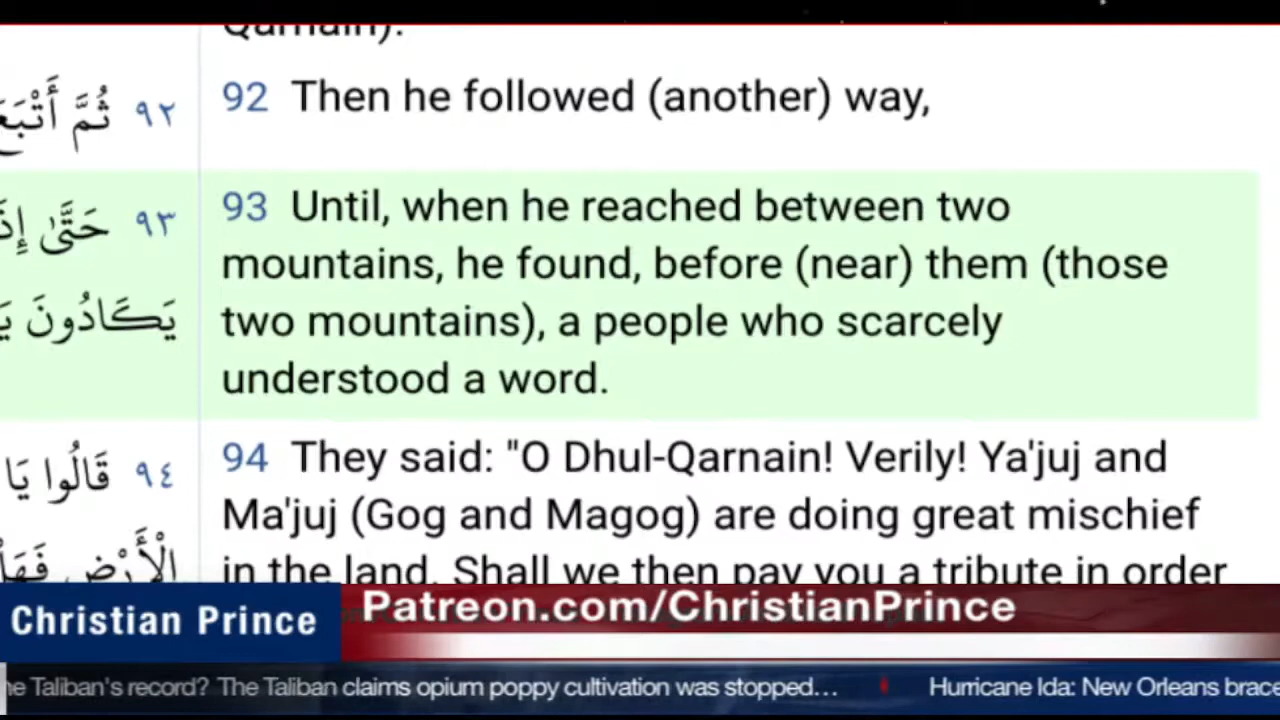 Qarnain).
92 Then he followed (another) way,
٩٢ ثُمَّ
93 Until, when he reached between two
mountains, he found, before (near) them (those
two mountains), a people who scarcely
understood a word.
٩٣ حَتَّىٰ
يَكَادُونَ
94 They said: "O Dhul-Qarnain! Verily! Ya'juj and
Ma'juj (Gog and Magog) are doing great mischief
in the land. Shall we then pay you a tribute in order
٩٤ قَالُوا يَا
الْأَرْضِ
Christian Prince
Patreon.com/ChristianPrince
Taliban's record? The Taliban claims opium poppy cultivation was stopped... Hurricane Ida: New Orleans